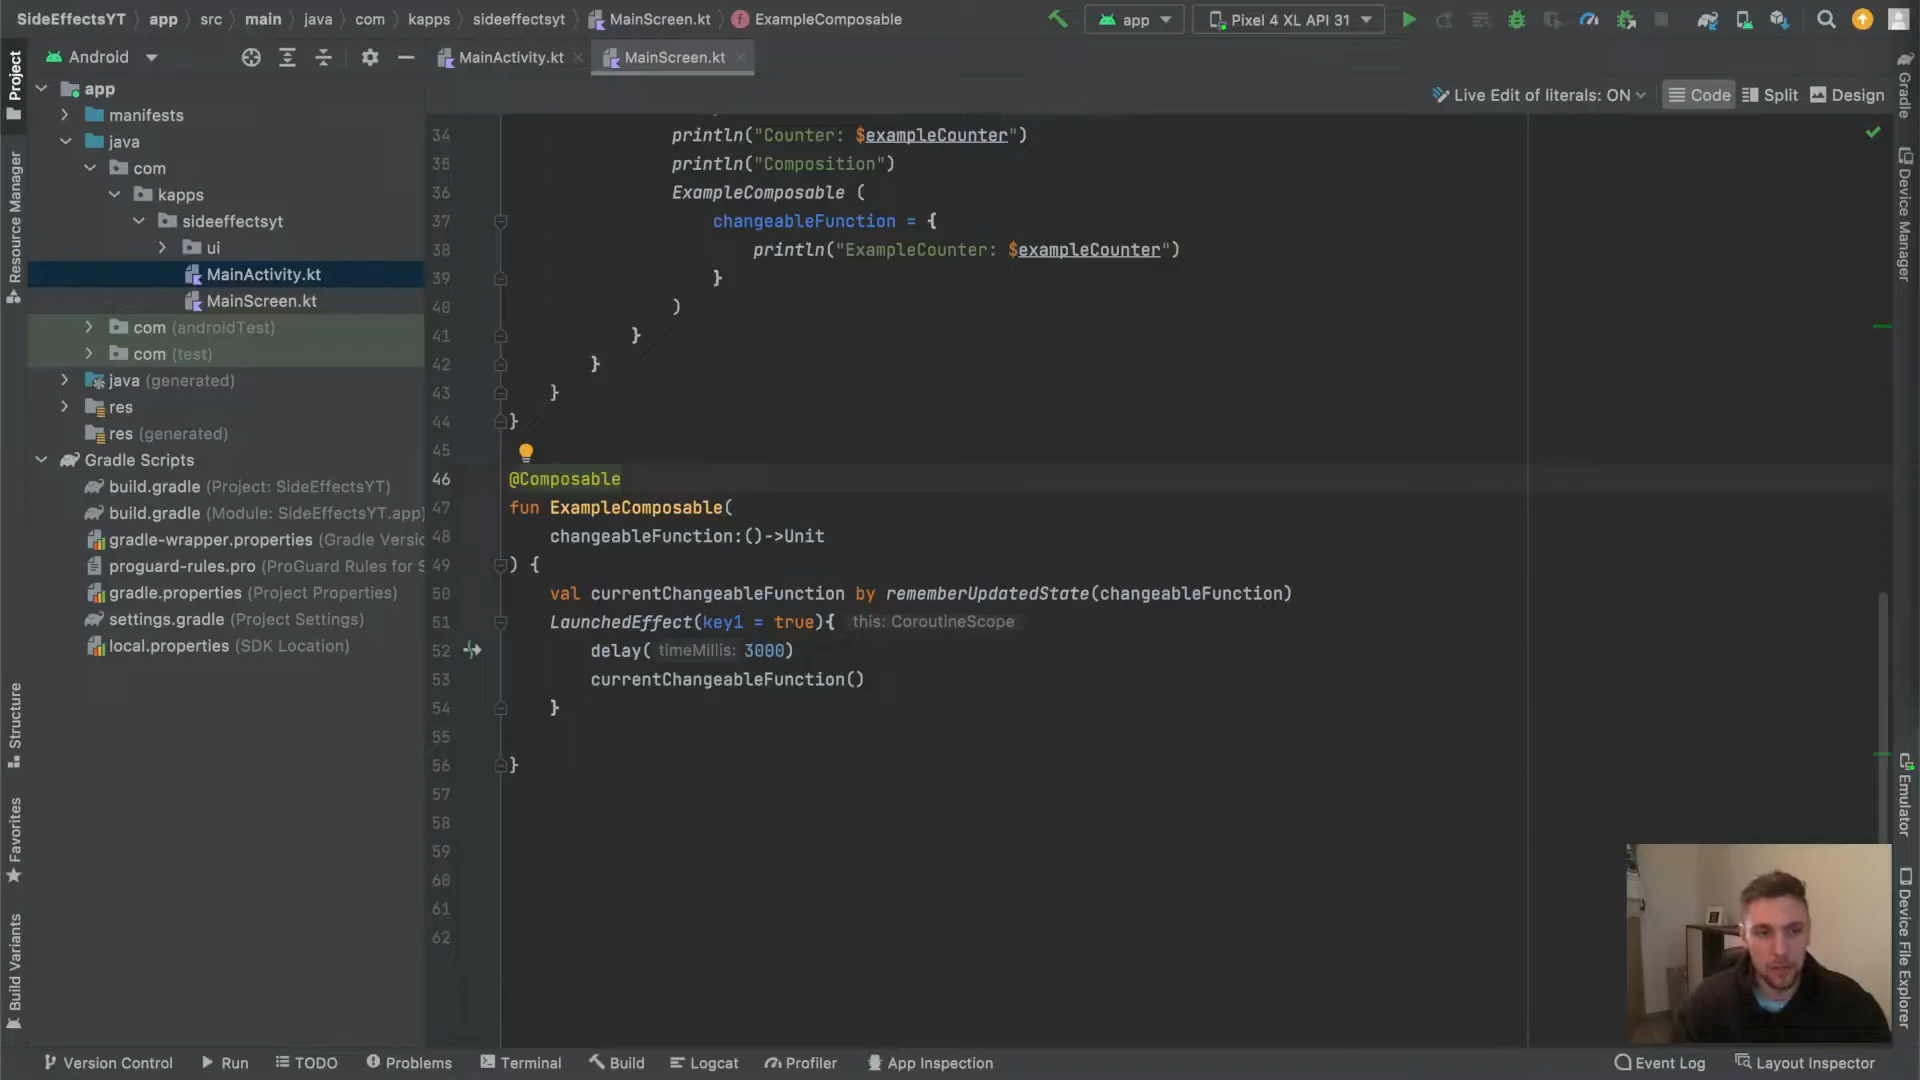 SideEffectsYT app src main java com kapps sideeffectsyt MainScreen.kt ExampleComposable
app Pixel 4 XL API 31
Project
Android
MainActivity.kt MainScreen.kt
Live Edit of literals: ON Code Split Design
Gradle
Device Manager
Emulator
Device File Explorer
Resource Manager
Structure
Favorites
Build Variants
app
manifests
java
com
kapps
sideeffectsyt
ui
MainActivity.kt
MainScreen.kt
com (androidTest)
com (test)
java (generated)
res
res (generated)
Gradle Scripts
build.gradle (Project: SideEffectsYT)
build.gradle (Module: SideEffectsYT.app)
gradle-wrapper.properties (Gradle Versic
proguard-rules.pro (ProGuard Rules for S
gradle.properties (Project Properties)
settings.gradle (Project Settings)
local.properties (SDK Location)
34 println("Counter: $exampleCounter")
35 println("Composition")
36 ExampleComposable (
37 changeableFunction = {
38 println("ExampleCounter: $exampleCounter")
39 }
40 )
41 }
42 }
43 }
44 }
45
46 @Composable
47 fun ExampleComposable(
48 changeableFunction:()->Unit
49 ) {
50 val currentChangeableFunction by rememberUpdatedState(changeableFunction)
51 LaunchedEffect(key1 = true){ this: CoroutineScope
52 delay( timeMillis: 3000)
53 currentChangeableFunction()
54 }
55
56 }
57
58
59
60
61
62
Version Control Run TODO Problems Terminal Build Logcat Profiler App Inspection Event Log Layout Inspector